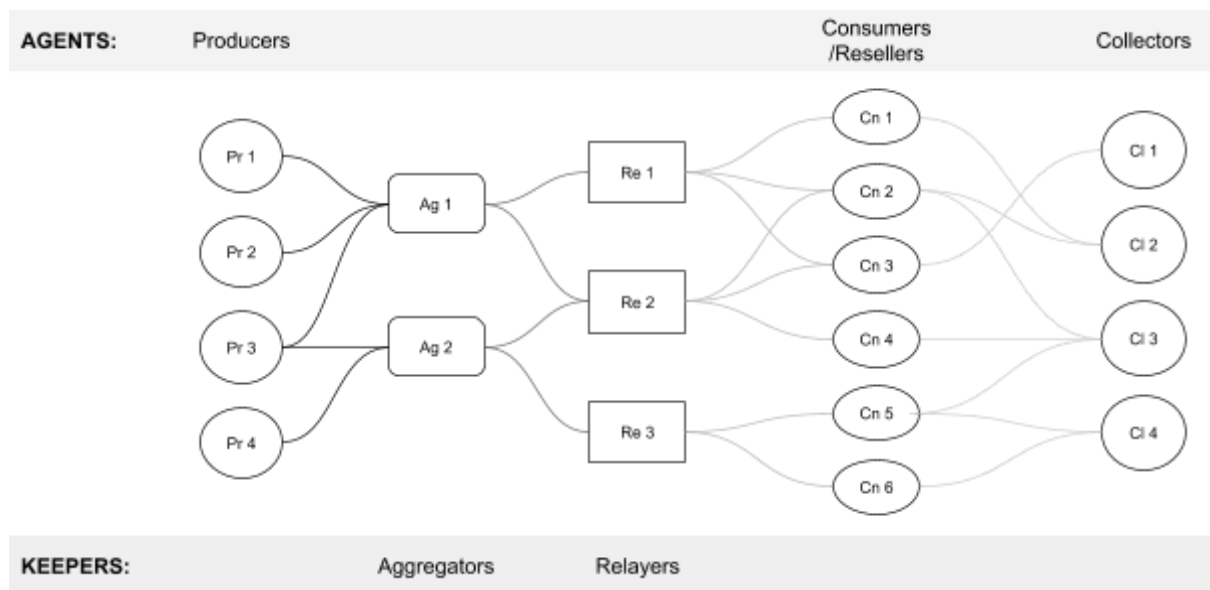 AGENTS: Producers Consumers /Resellers Collectors
Pr 1
Pr 2
Pr 3
Pr 4
Ag 1
Ag 2
Re 1
Re 2
Re 3
Cn 1
Cn 2
Cn 3
Cn 4
Cn 5
Cn 6
Cl 1
Cl 2
Cl 3
Cl 4
KEEPERS: Aggregators Relayers